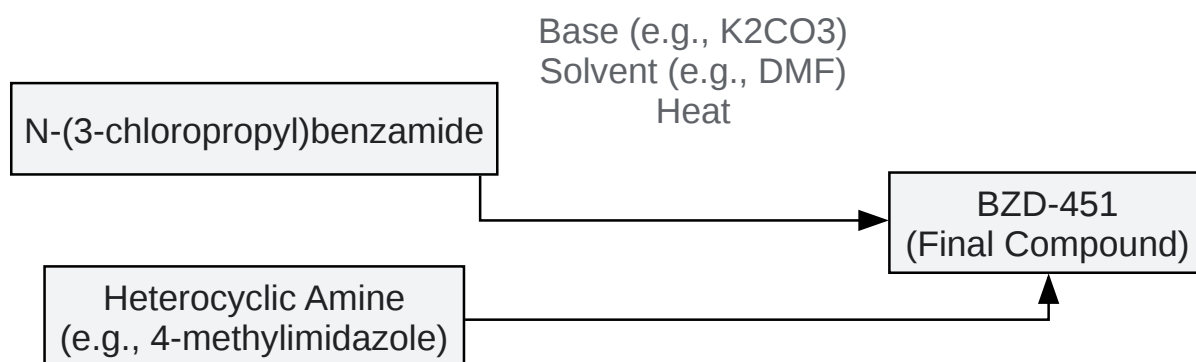 Base (e.g., K2CO3)
Solvent (e.g., DMF)
Heat
N-(3-chloropropyl)benzamide
BZD-451
(Final Compound)
Heterocyclic Amine
(e.g., 4-methylimidazole)